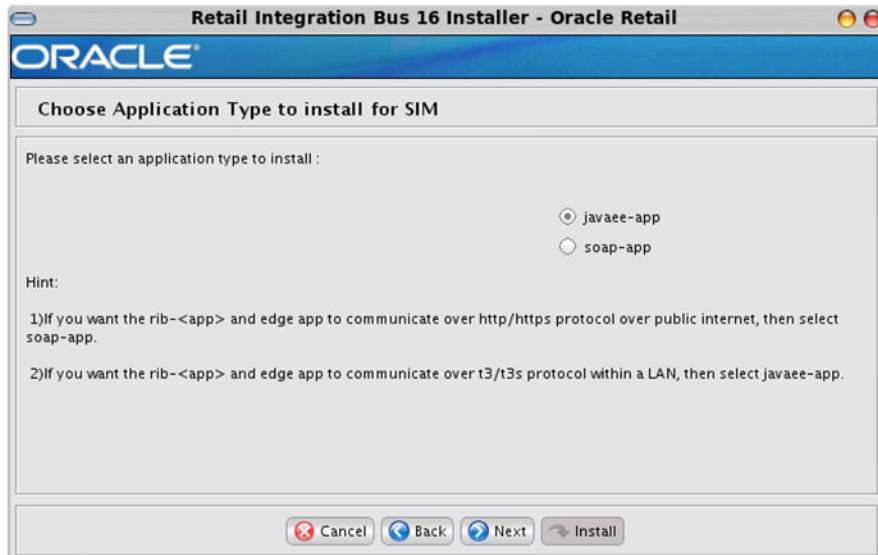 Retail Integration Bus 16 Installer - Oracle Retail
ORACLE®
Choose Application Type to install for SIM
Please select an application type to install :
javaee-app
soap-app
Hint:
1)If you want the rib-<app> and edge app to communicate over http/https protocol over public internet, then select
soap-app.
2)If you want the rib-<app> and edge app to communicate over t3/t3s protocol within a LAN, then select javaee-app.
Cancel Back Next Install